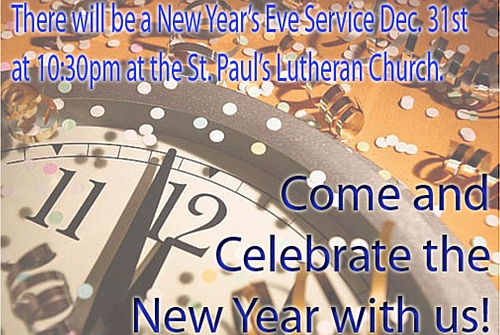 There will be a New Year's Eve Service Dec. 31st
at 10:30pm at the St. Paul's Lutheran Church.
11 12
Come and
Celebrate the
New Year with us!